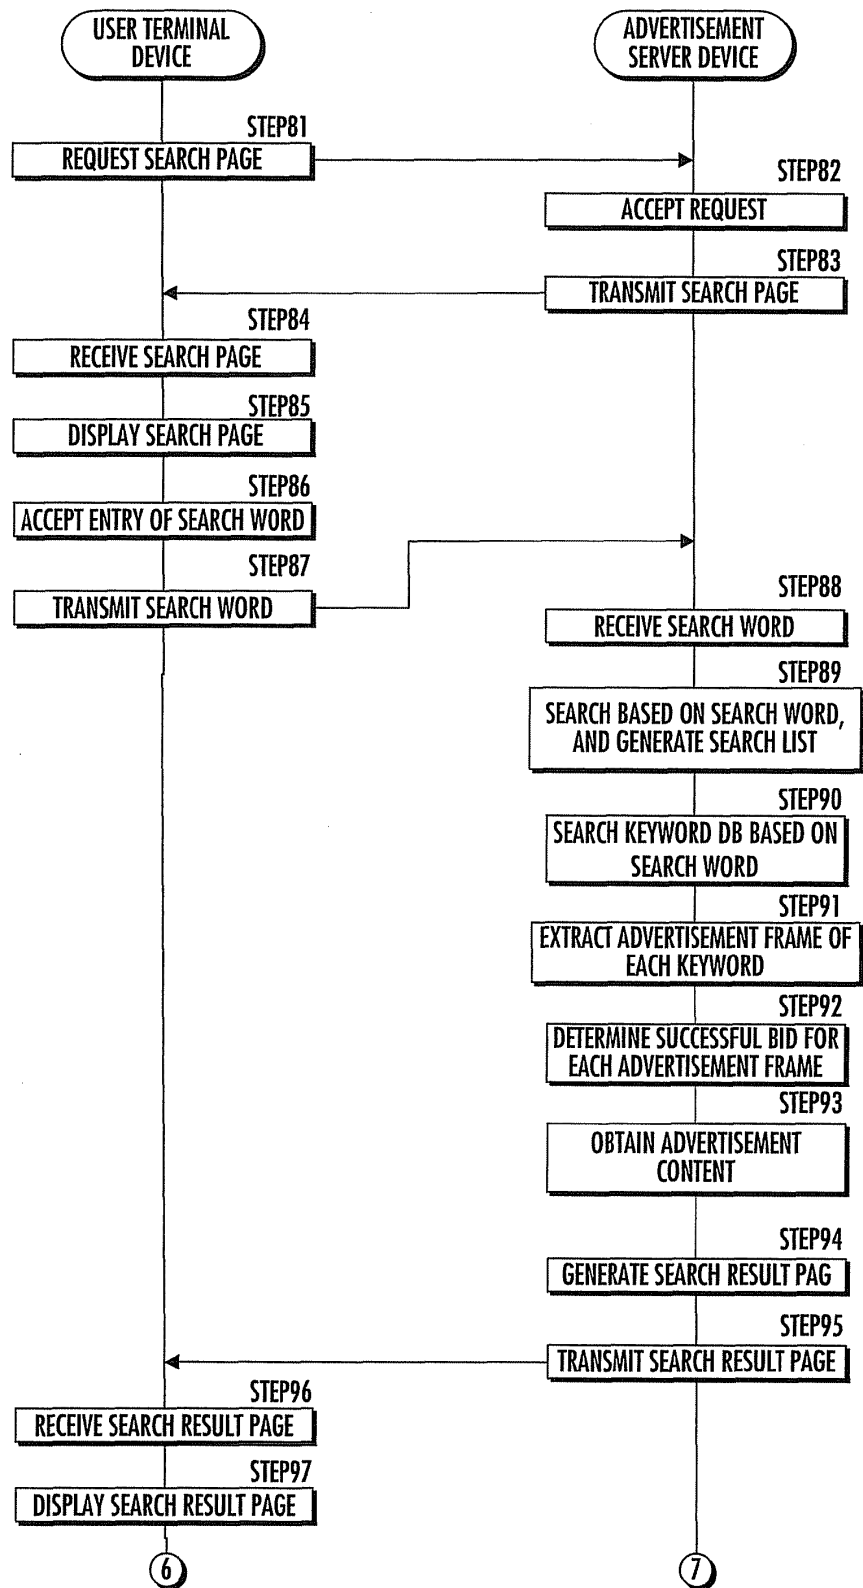 USER TERMINAL
DEVICE
ADVERTISEMENT
SERVER DEVICE
STEP81
REQUEST SEARCH PAGE
STEP82
ACCEPT REQUEST
STEP83
TRANSMIT SEARCH PAGE
STEP84
RECEIVE SEARCH PAGE
STEP85
DISPLAY SEARCH PAGE
STEP86
ACCEPT ENTRY OF SEARCH WORD
STEP87
TRANSMIT SEARCH WORD
STEP88
RECEIVE SEARCH WORD
STEP89
SEARCH BASED ON SEARCH WORD,
AND GENERATE SEARCH LIST
STEP90
SEARCH KEYWORD DB BASED ON
SEARCH WORD
STEP91
EXTRACT ADVERTISEMENT FRAME OF
EACH KEYWORD
STEP92
DETERMINE SUCCESSFUL BID FOR
EACH ADVERTISEMENT FRAME
STEP93
OBTAIN ADVERTISEMENT
CONTENT
STEP94
GENERATE SEARCH RESULT PAG
STEP95
TRANSMIT SEARCH RESULT PAGE
STEP96
RECEIVE SEARCH RESULT PAGE
STEP97
DISPLAY SEARCH RESULT PAGE
6
7